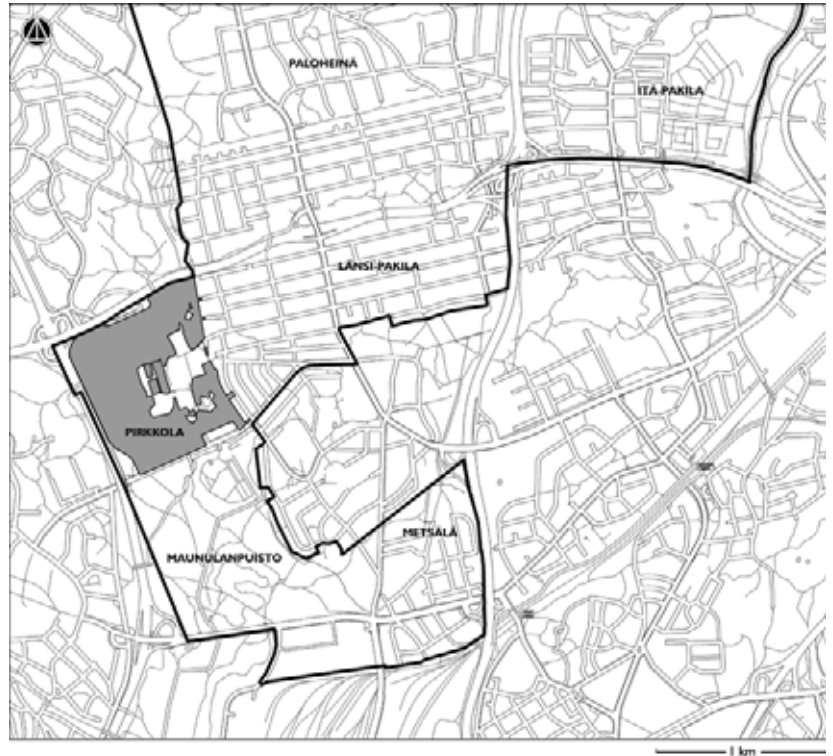 PALOHEINÄ
ITÄ-PAKILA
LÄNSI-PAKILA
PIRKKOLA
MAUNULANPUISTO
METSÄLÄ
1 km